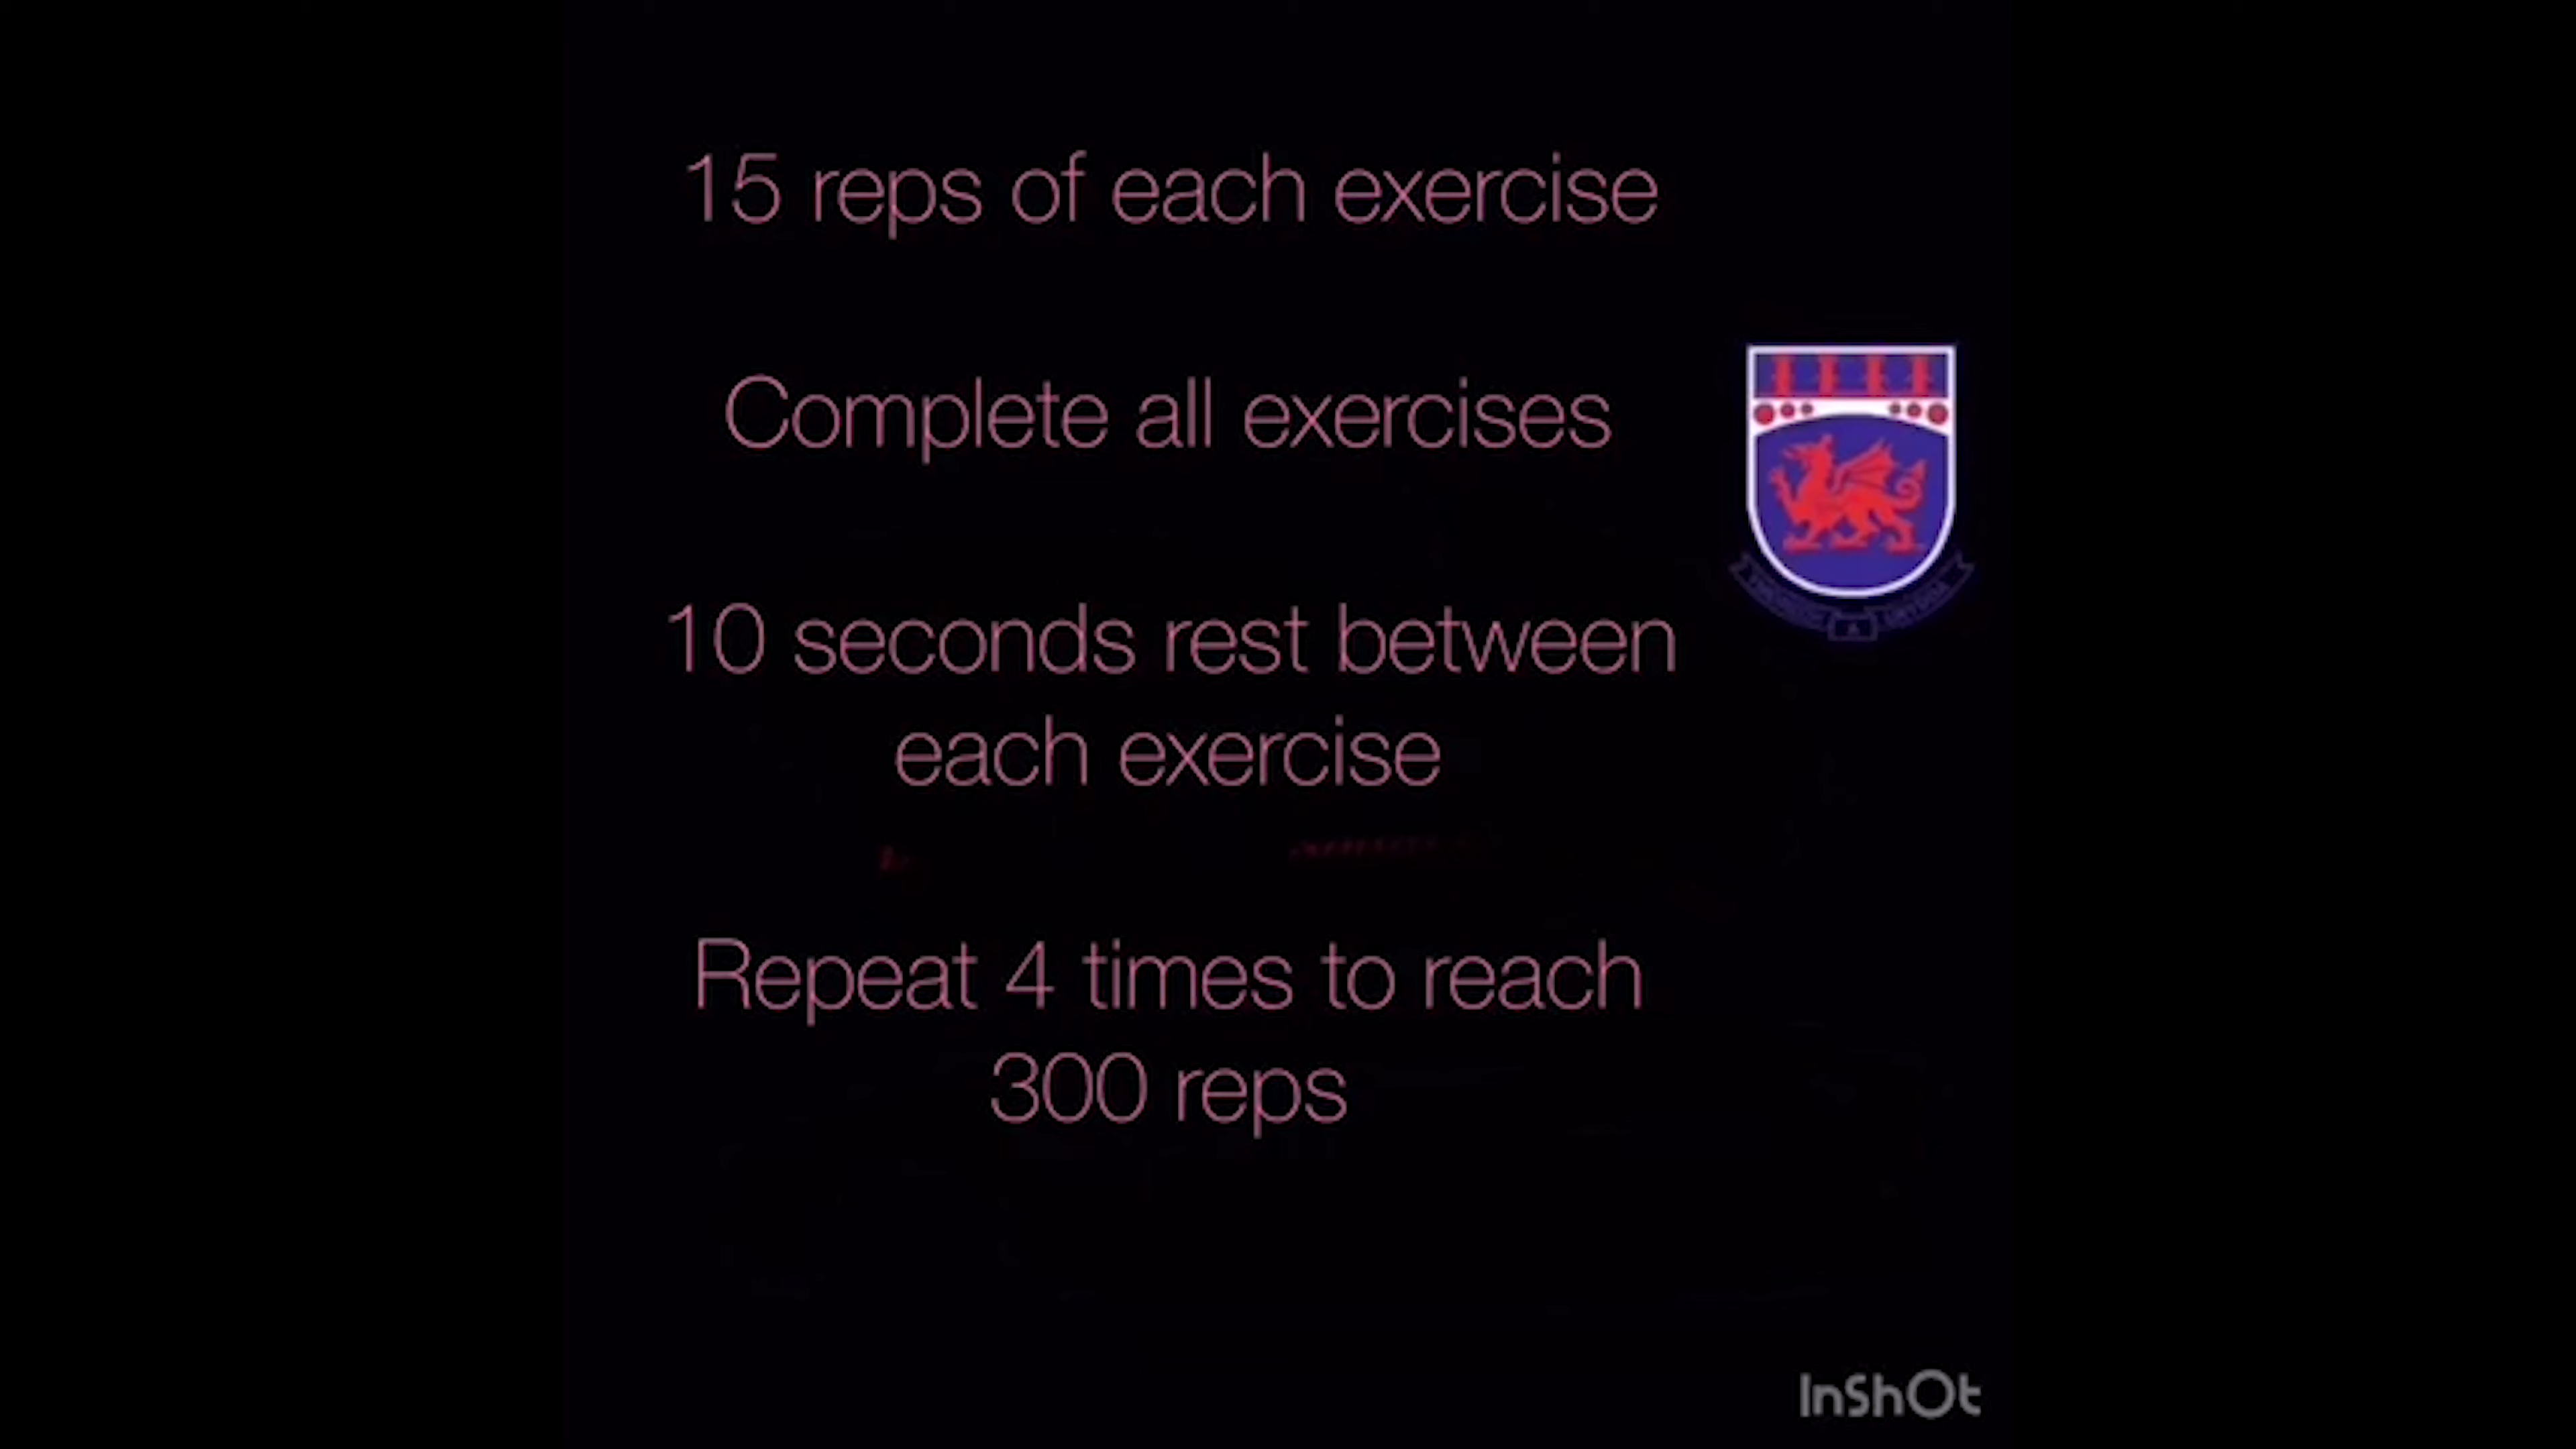 15 reps of each exercise
Complete all exercises
10 seconds rest between
each exercise
Repeat 4 times to reach
300 reps
InShOt